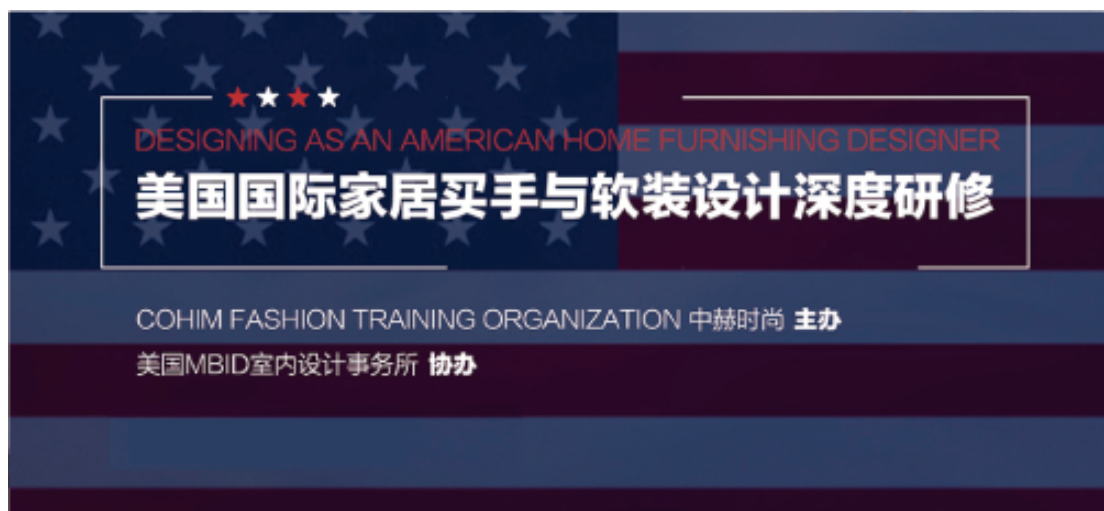 DESIGNING AS AN AMERICAN HOME FURNISHING DESIGNER
美国国际家居买手与软装设计深度研修
COHIM FASHION TRAINING ORGANIZATION 中赫时尚 主办
美国MBID室内设计事务所 协办